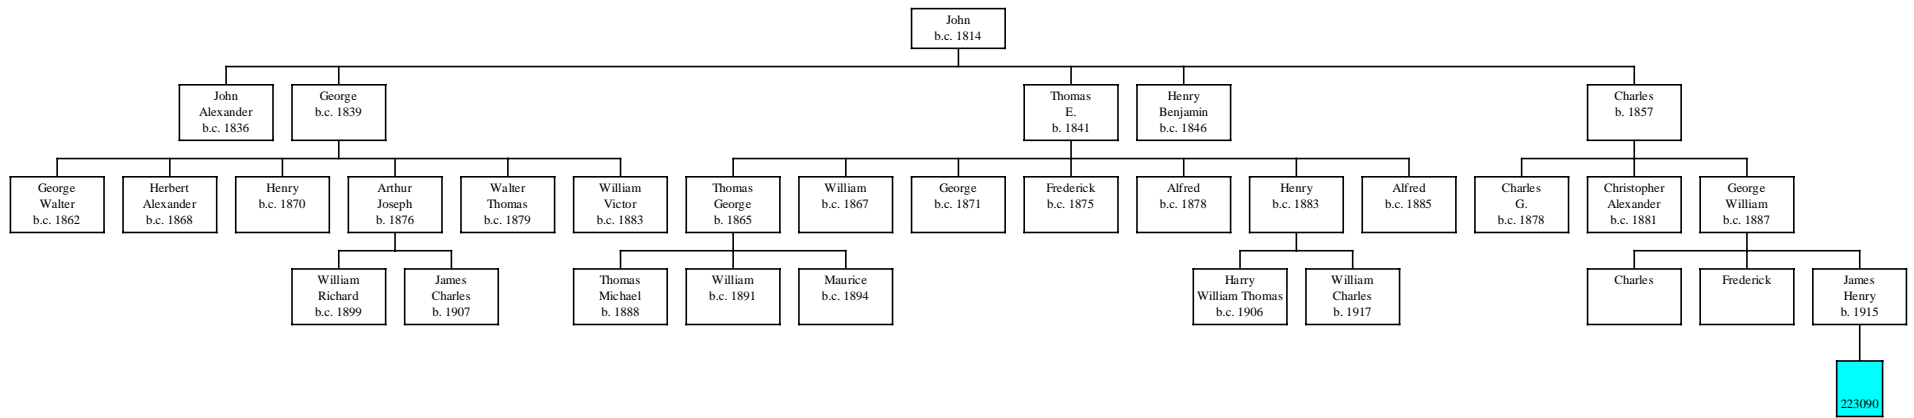 John
b.c. 1814
John
Alexander
b.c. 1836
George
b.c. 1839
Thomas
E.
b. 1841
Henry
Benjamin
b.c. 1846
Charles
b. 1857
George
Walter
b.c. 1862
Herbert
Alexander
b.c. 1868
Henry
b.c. 1870
Arthur
Joseph
b. 1876
Walter
Thomas
b.c. 1879
William
Victor
b.c. 1883
Thomas
George
b. 1865
William
b.c. 1867
George
b.c. 1871
Frederick
b.c. 1875
Alfred
b.c. 1878
Henry
b.c. 1883
Alfred
b.c. 1885
Charles
G.
b.c. 1878
Christopher
Alexander
b.c. 1881
George
William
b.c. 1887
William
Richard
b.c. 1899
James
Charles
b. 1907
Thomas
Michael
b. 1888
William
b.c. 1891
Maurice
b.c. 1894
Harry
William Thomas
b.c. 1906
William
Charles
b. 1917
Charles
Frederick
James
Henry
b. 1915
223090